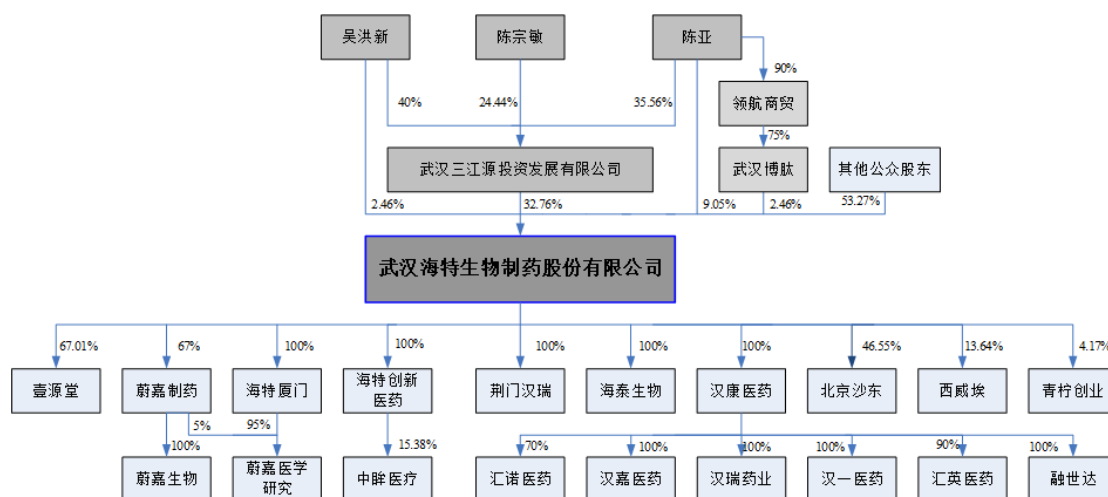 吴洪新
陈宗敏
陈亚
90%
40%
24.44%
35.56%
领航商贸
75%
武汉三江源投资发展有限公司
武汉博肽
其他公众股东
2.46%
32.76%
9.05%
2.46%
53.27%
武汉海特生物制药股份有限公司
67.01%
67%
100%
100%
100%
100%
100%
46.55%
13.64%
4.17%
壹源堂
蔚嘉制药
海特厦门
海特创新
医药
荆门汉瑞
海泰生物
汉康医药
北京沙东
西威埃
青柠创业
5%
95%
100%
15.38%
70%
100%
100%
100%
90%
100%
蔚嘉生物
蔚嘉医学
研究
中眸医疗
汇诺医药
汉嘉医药
汉瑞药业
汉一医药
汇英医药
融世达